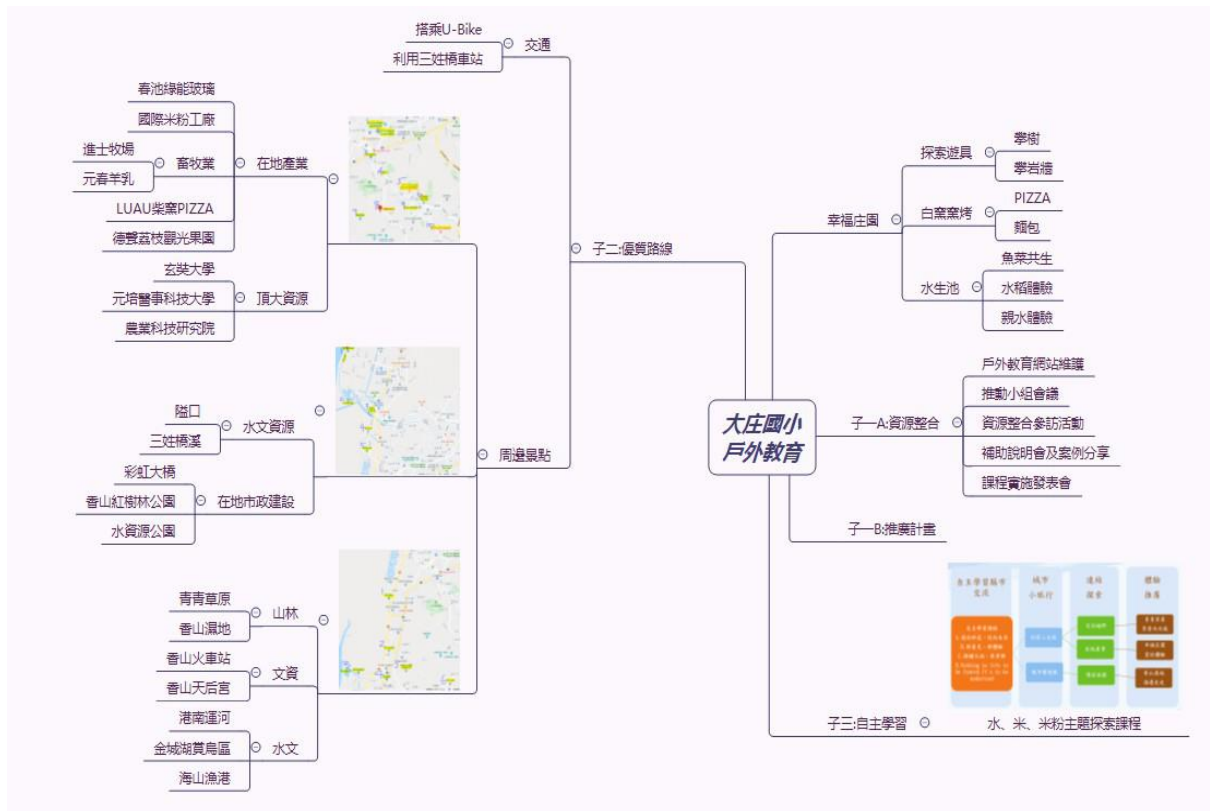 大庄國小
戶外教育
幸福庄園
探索遊具
攀樹
攀岩牆
白窯窯烤
PIZZA
麵包
水生池
魚菜共生
水稻體驗
親水體驗
子一A:資源整合
戶外教育網站維護
推動小組會議
資源整合參訪活動
補助說明會及案例分享
課程實施發表會
子一B:推廣計畫
子三:自主學習
水、米、米粉主題探索課程
城市
小旅行
體驗
子二:優質路線
交通
搭乘U-Bike
利用三姓橋車站
周邊景點
在地產業
春池綠能玻璃
國際米粉工廠
畜牧業
進士牧場
元春羊乳
LUAU柴窯PIZZA
德聲荔枝觀光果園
頂大資源
玄奘大學
元培醫事科技大學
農業科技研究院
水文資源
隘口
三姓橋溪
在地市政建設
彩虹大橋
香山紅樹林公園
水資源公園
山林
青青草原
香山濕地
文資
香山火車站
香山天后宮
水文
港南運河
金城湖賞鳥區
海山漁港